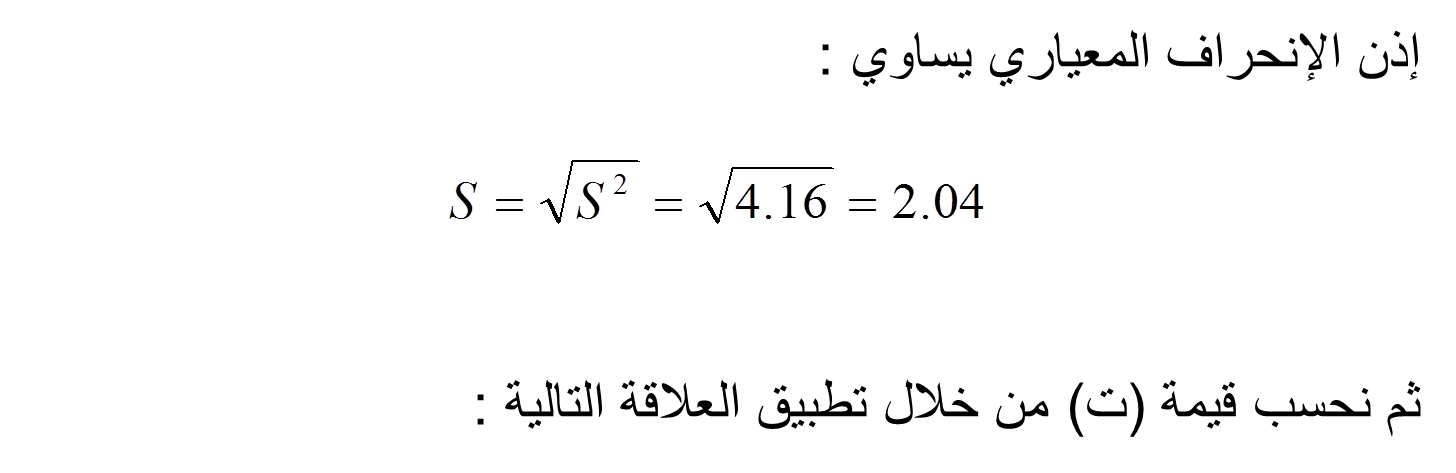 إذن الإنحراف المعياري يساوي :
S = √S² = √4.16 = 2.04
ثم نحسب قيمة (ت) من خلال تطبيق العلاقة التالية :